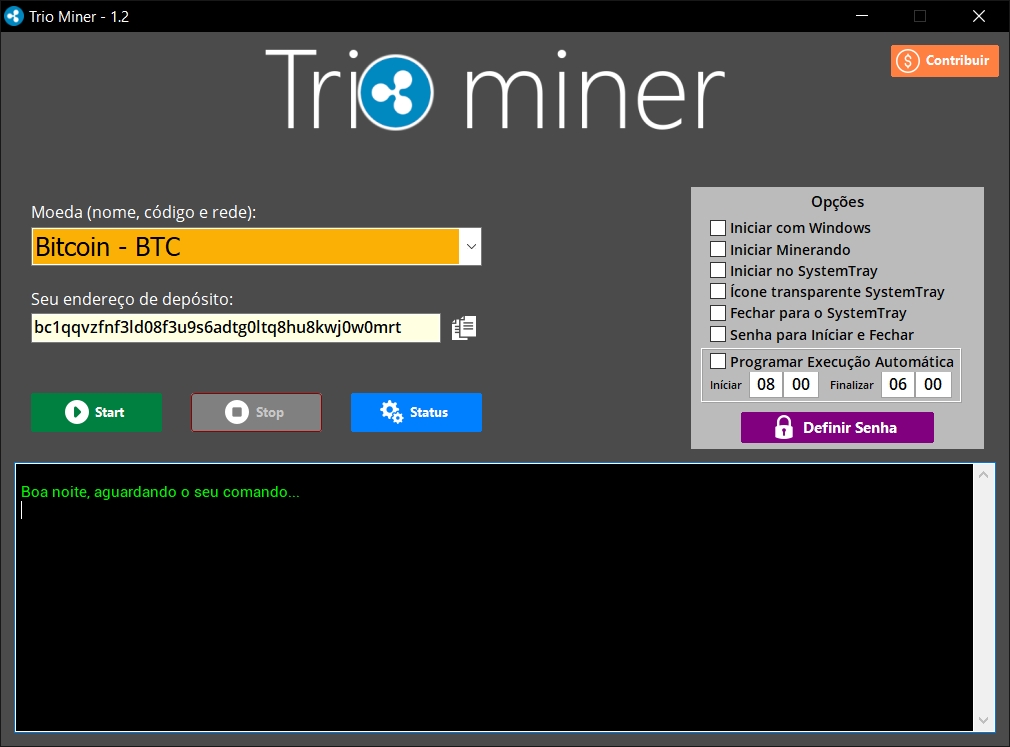 Trio Miner - 1.2
Trio miner
Contribuir
Moeda (nome, código e rede):
Bitcoin - BTC
Seu endereço de depósito:
bc1qqvzfnf3ld08f3u9s6adtg0ltq8hu8kwj0w0mrt
Start
Stop
Status
Opções
Iniciar com Windows
Iniciar Minerando
Iniciar no SystemTray
Ícone transparente SystemTray
Fechar para o SystemTray
Senha para Iníciar e Fechar
Programar Execução Automática
Iníciar 08 00 Finalizar 06 00
Definir Senha
Boa noite, aguardando o seu comando...